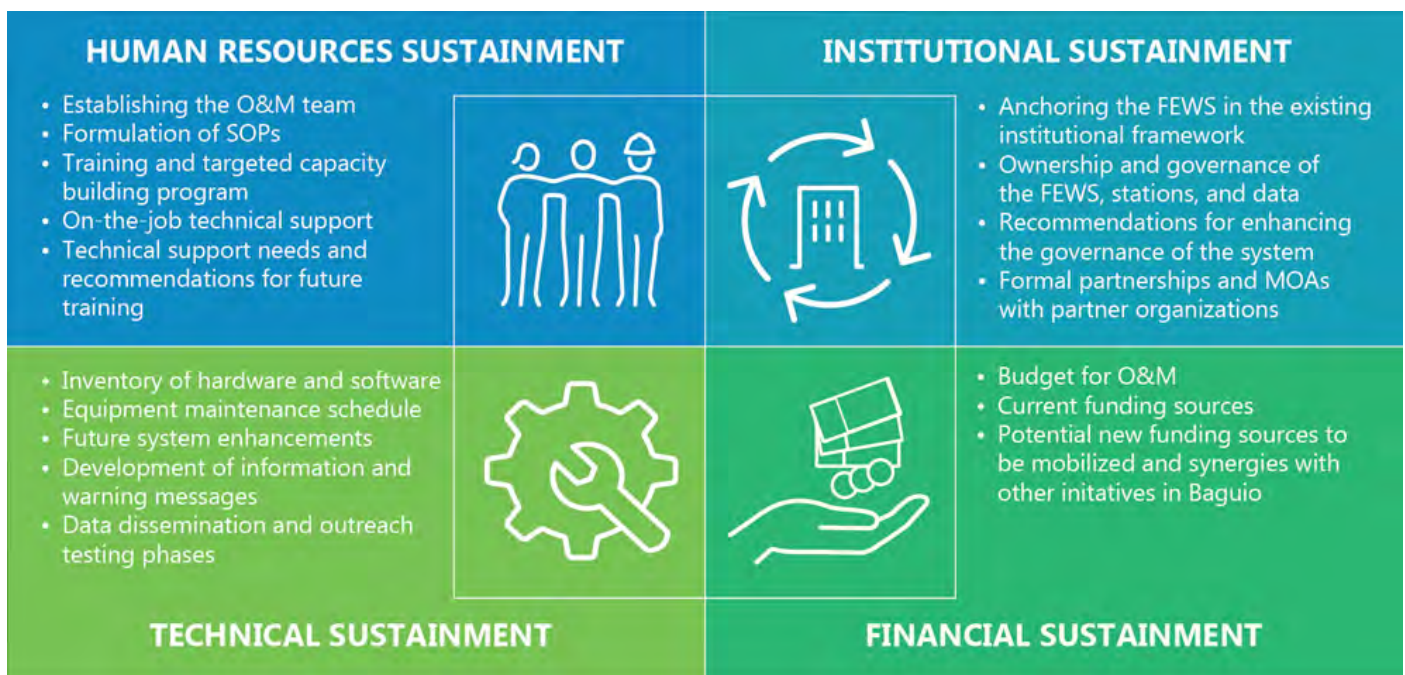 HUMAN RESOURCES SUSTAINMENT
• Establishing the O&M team
• Formulation of SOPs
• Training and targeted capacity
building program
• On-the-job technical support
• Technical support needs and
recommendations for future
training
INSTITUTIONAL SUSTAINMENT
• Anchoring the FEWS in the existing
institutional framework
• Ownership and governance of
the FEWS, stations, and data
• Recommendations for enhancing
the governance of the system
• Formal partnerships and MOAs
with partner organizations
• Inventory of hardware and software
• Equipment maintenance schedule
• Future system enhancements
• Development of information and
warning messages
• Data dissemination and outreach
testing phases
TECHNICAL SUSTAINMENT
• Budget for O&M
• Current funding sources
• Potential new funding sources to
be mobilized and synergies with
other initatives in Baguio
FINANCIAL SUSTAINMENT